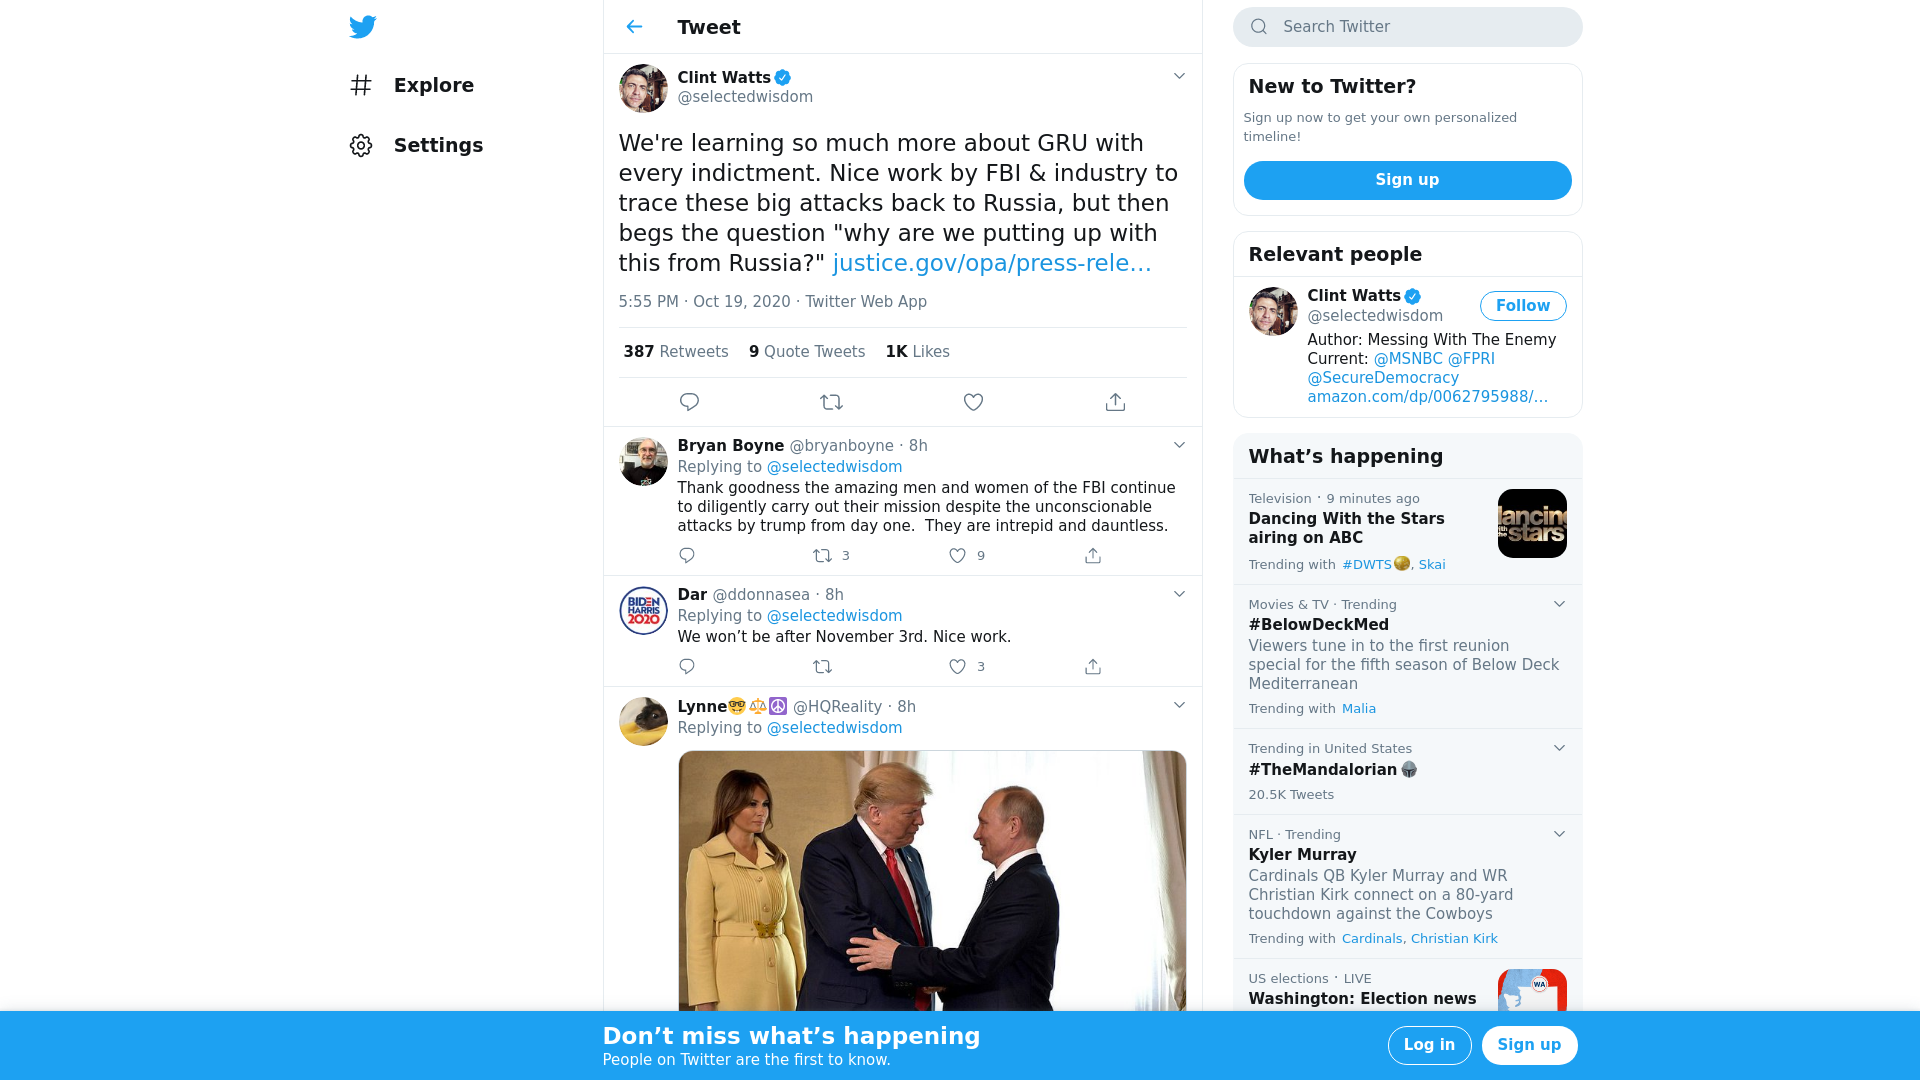 Explore
Settings
Tweet
Clint Watts
@selectedwisdom
We're learning so much more about GRU with
every indictment. Nice work by FBI & industry to
trace these big attacks back to Russia, but then
begs the question "why are we putting up with
this from Russia?" justice.gov/opa/press-rele…
5:55 PM · Oct 19, 2020 · Twitter Web App
387 Retweets 9 Quote Tweets 1K Likes
Bryan Boyne @bryanboyne · 8h
Replying to @selectedwisdom
Thank goodness the amazing men and women of the FBI continue
to diligently carry out their mission despite the unconscionable
attacks by trump from day one.  They are intrepid and dauntless.
3 9
BIDEN
HARRIS
2020
Dar @ddonnasea · 8h
Replying to @selectedwisdom
We won’t be after November 3rd. Nice work.
3
Lynne🤓⚖️☮️ @HQReality · 8h
Replying to @selectedwisdom
Search Twitter
New to Twitter?
Sign up now to get your own personalized
timeline!
Sign up
Relevant people
Clint Watts
@selectedwisdom
Follow
Author: Messing With The Enemy
Current: @MSNBC @FPRI
@SecureDemocracy
amazon.com/dp/0062795988/…
What’s happening
Television · 9 minutes ago
Dancing With the Stars
airing on ABC
Trending with #DWTS, Skai
dancing
with the
stars
Movies & TV · Trending
#BelowDeckMed
Viewers tune in to the first reunion
special for the fifth season of Below Deck
Mediterranean
Trending with Malia
Trending in United States
#TheMandalorian
20.5K Tweets
NFL · Trending
Kyler Murray
Cardinals QB Kyler Murray and WR
Christian Kirk connect on a 80-yard
touchdown against the Cowboys
Trending with Cardinals, Christian Kirk
US elections · LIVE
Washington: Election news
WA
Don’t miss what’s happening
People on Twitter are the first to know.
Log in
Sign up